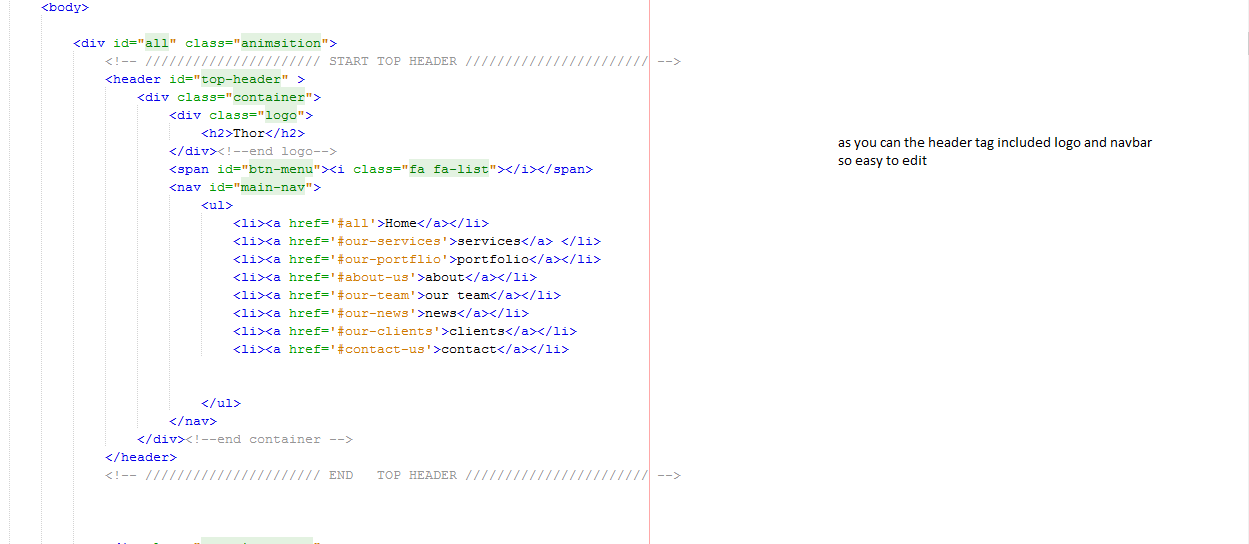 <body>
<div id="all" class="animsition">
<!-- ////////////////////// START TOP HEADER /////////////////////// -->
<header id="top-header" >
<div class="container">
<div class="logo">
<h2>Thor</h2>
</div><!--end logo-->
<span id="btn-menu"><i class="fa fa-list"></i></span>
<nav id="main-nav">
<ul>
<li><a href='#all'>Home</a></li>
<li><a href='#our-services'>services</a> </li>
<li><a href='#our-portflio'>portfolio</a></li>
<li><a href='#about-us'>about</a></li>
<li><a href='#our-team'>our team</a></li>
<li><a href='#our-news'>news</a></li>
<li><a href='#our-clients'>clients</a></li>
<li><a href='#contact-us'>contact</a></li>
</ul>
</nav>
</div><!--end container -->
</header>
<!-- ////////////////////// END   TOP HEADER /////////////////////// -->
as you can the header tag included logo and navbar
so easy to edit